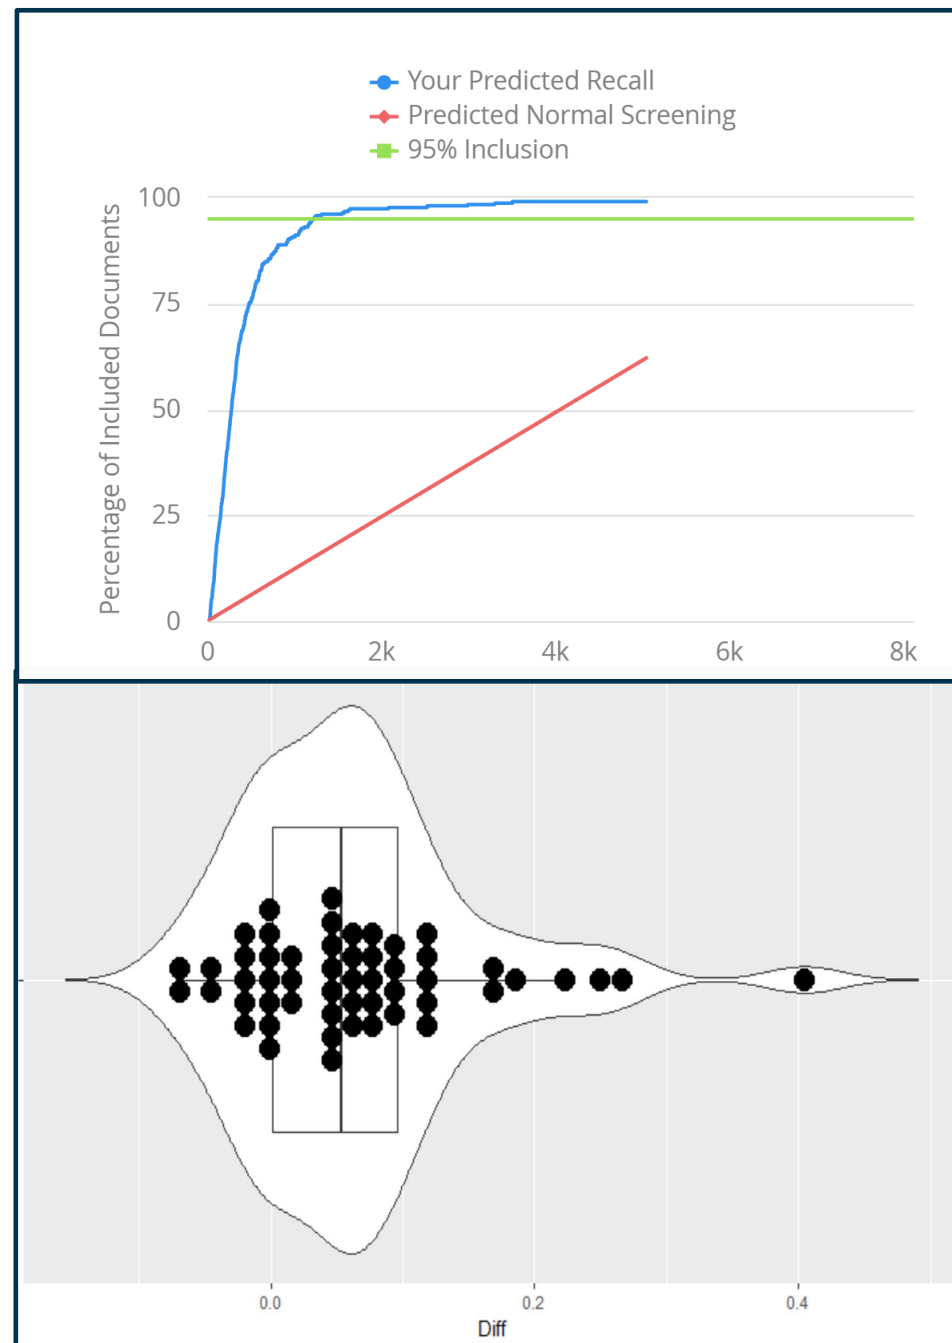 Your Predicted Recall
Predicted Normal Screening
95% Inclusion
Percentage of Included Documents
100
75
50
25
0
0 2k 4k 6k 8k
0.0 0.2 0.4
Diff